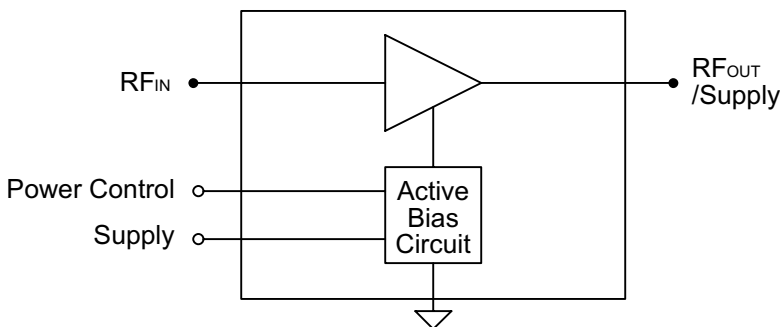 RFIN
RFOUT
/Supply
Power Control
Supply
Active
Bias
Circuit